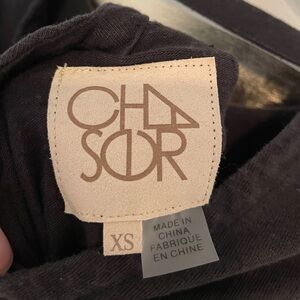 CHA
SER
XS
MADE IN
CHINA
FABRIQUE
EN CHINE